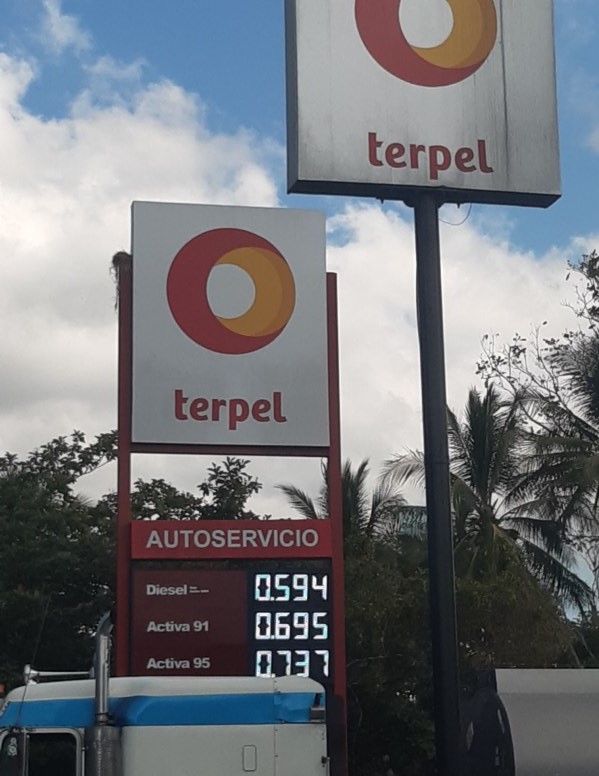 terpel
terpel
AUTOSERVICIO
Diesel 0.594
Activa 91 0.695
Activa 95 0.737